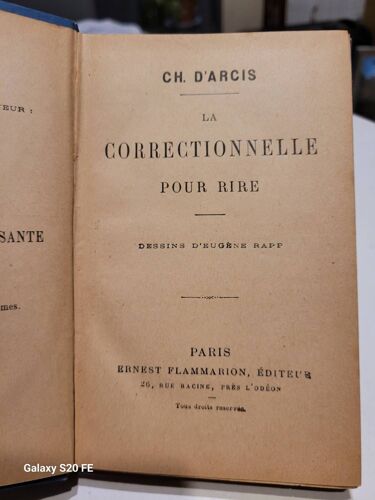 EUR :
SANTE
mes.
CH. D'ARCIS
LA
CORRECTIONNELLE
POUR RIRE
DESSINS D'EUGÈNE RAPP
PARIS
ERNEST FLAMMARION, ÉDITEUR
26, RUE RACINE, PRÈS L'ODÉON
Tous droits reservés.
Galaxy S20 FE